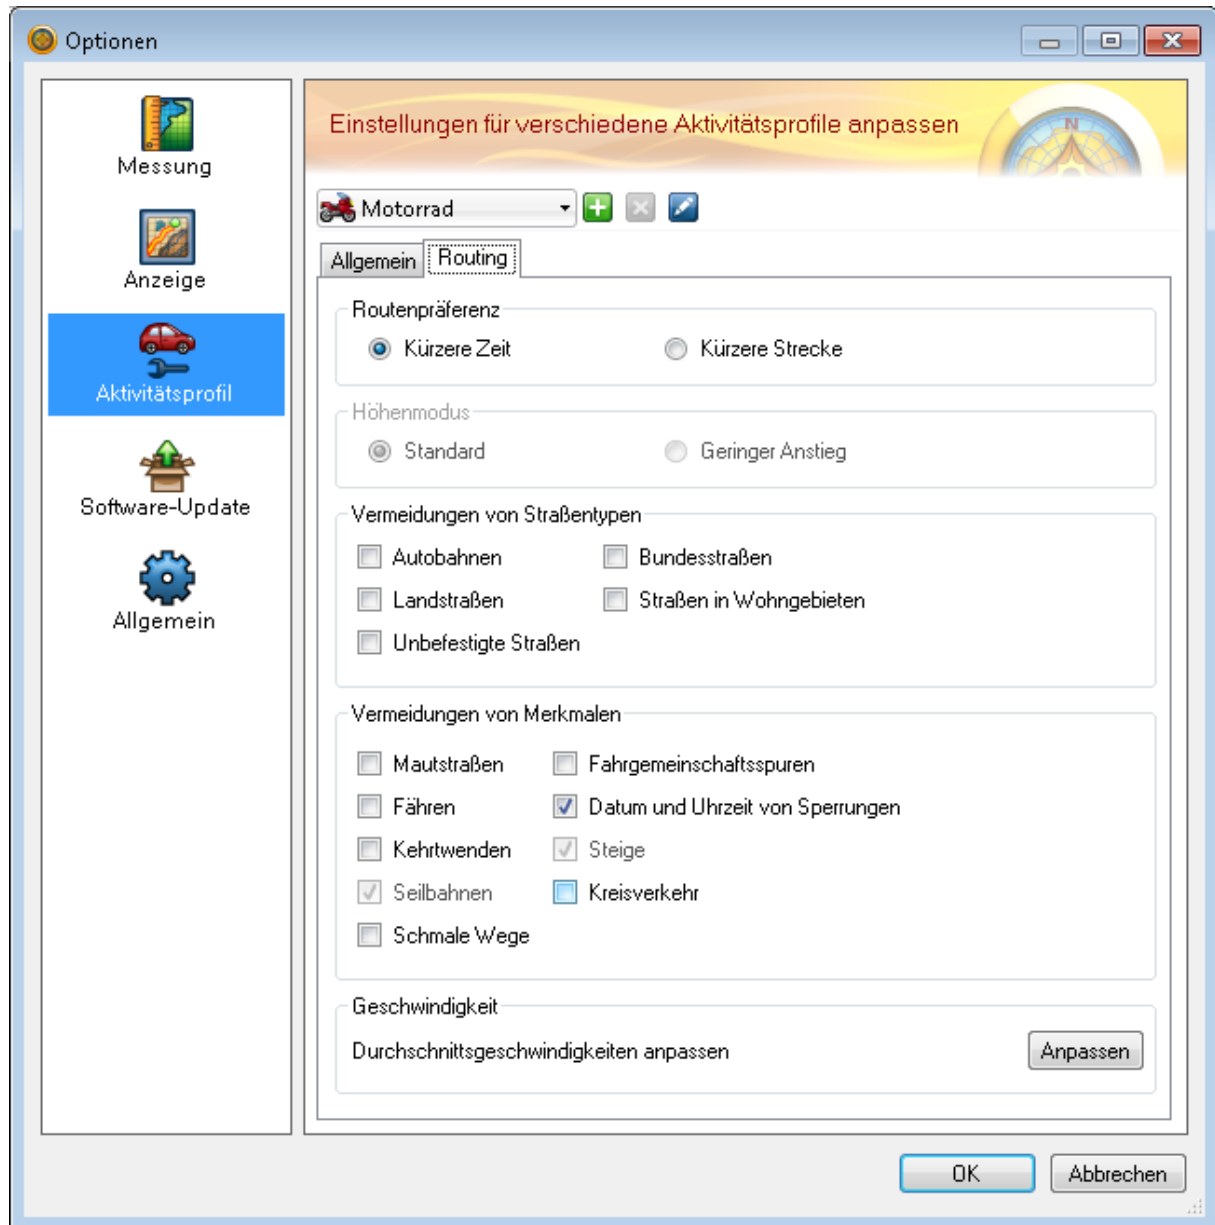 Optionen
Messung
Anzeige
Aktivitätsprofil
Software-Update
Allgemein
Einstellungen für verschiedene Aktivitätsprofile anpassen
N
Motorrad
Allgemein Routing
Routenpräferenz
Kürzere Zeit Kürzere Strecke
Höhenmodus
Standard Geringer Anstieg
Vermeidungen von Straßentypen
Autobahnen Bundesstraßen
Landstraßen Straßen in Wohngebieten
Unbefestigte Straßen
Vermeidungen von Merkmalen
Mautstraßen Fahrgemeinschaftsspuren
Fähren Datum und Uhrzeit von Sperrungen
Kehrtwenden Steige
Seilbahnen Kreisverkehr
Schmale Wege
Geschwindigkeit
Durchschnittsgeschwindigkeiten anpassen Anpassen
OK Abbrechen